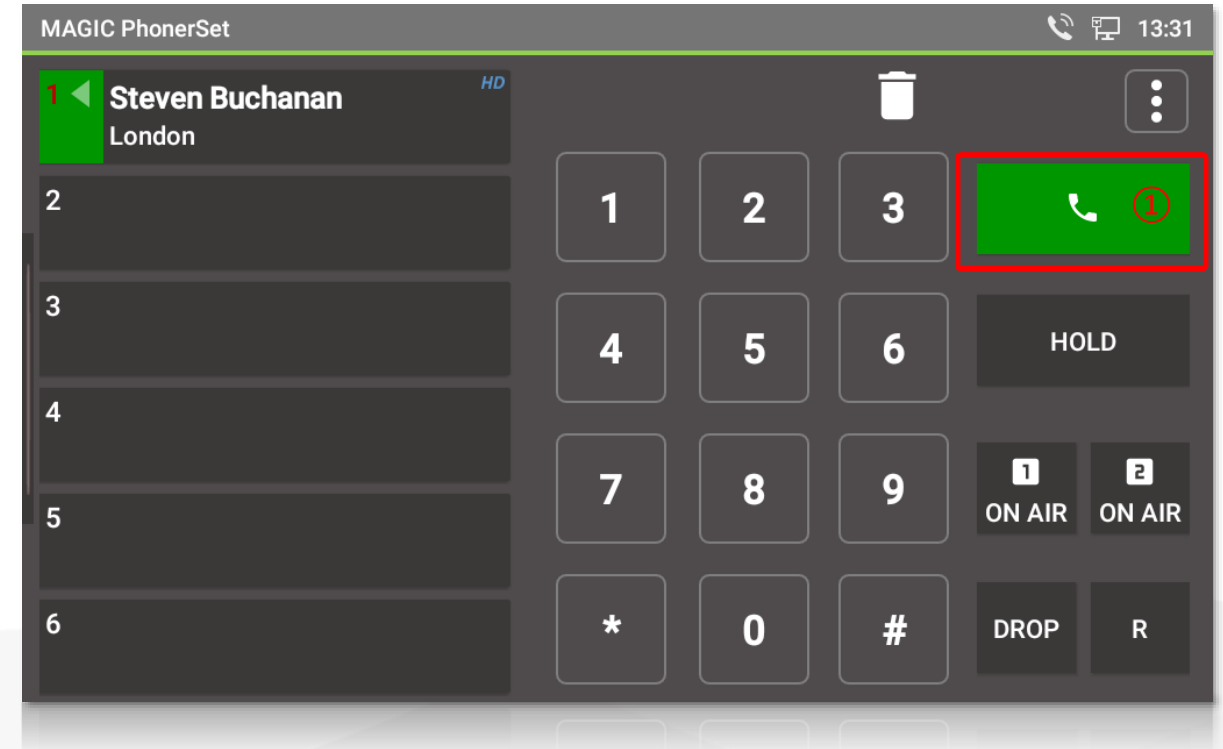 MAGIC PhonerSet
13:31
1 Steven Buchanan HD
London
2
3
4
5
6
1 2 3 ①
4 5 6 HOLD
7 8 9
1 2
ON AIR ON AIR
* 0 # DROP R